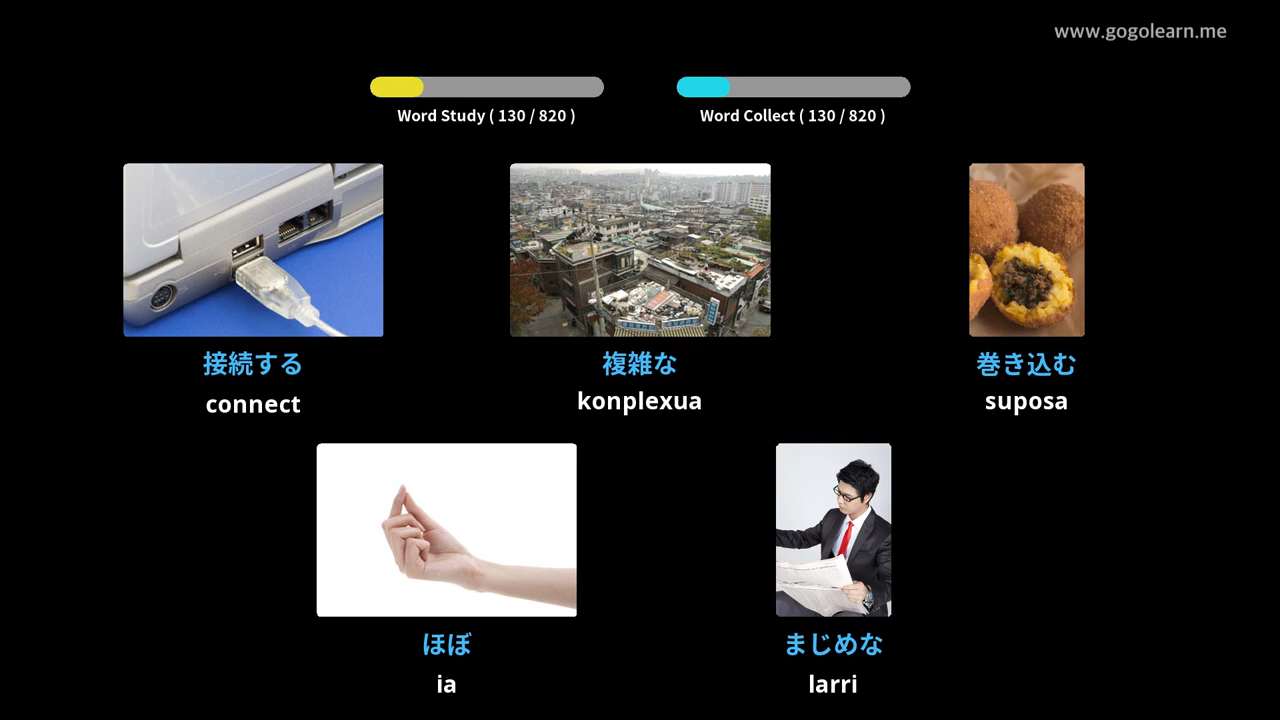 www.gogolearn.me
Word Study ( 130 / 820 )
Word Collect ( 130 / 820 )
接続する
connect
複雑な
konplexua
巻き込む
suposa
ほぼ
ia
まじめな
larri